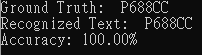 Ground Truth:  P688CC
Recognized Text:  P688CC
Accuracy: 100.00%